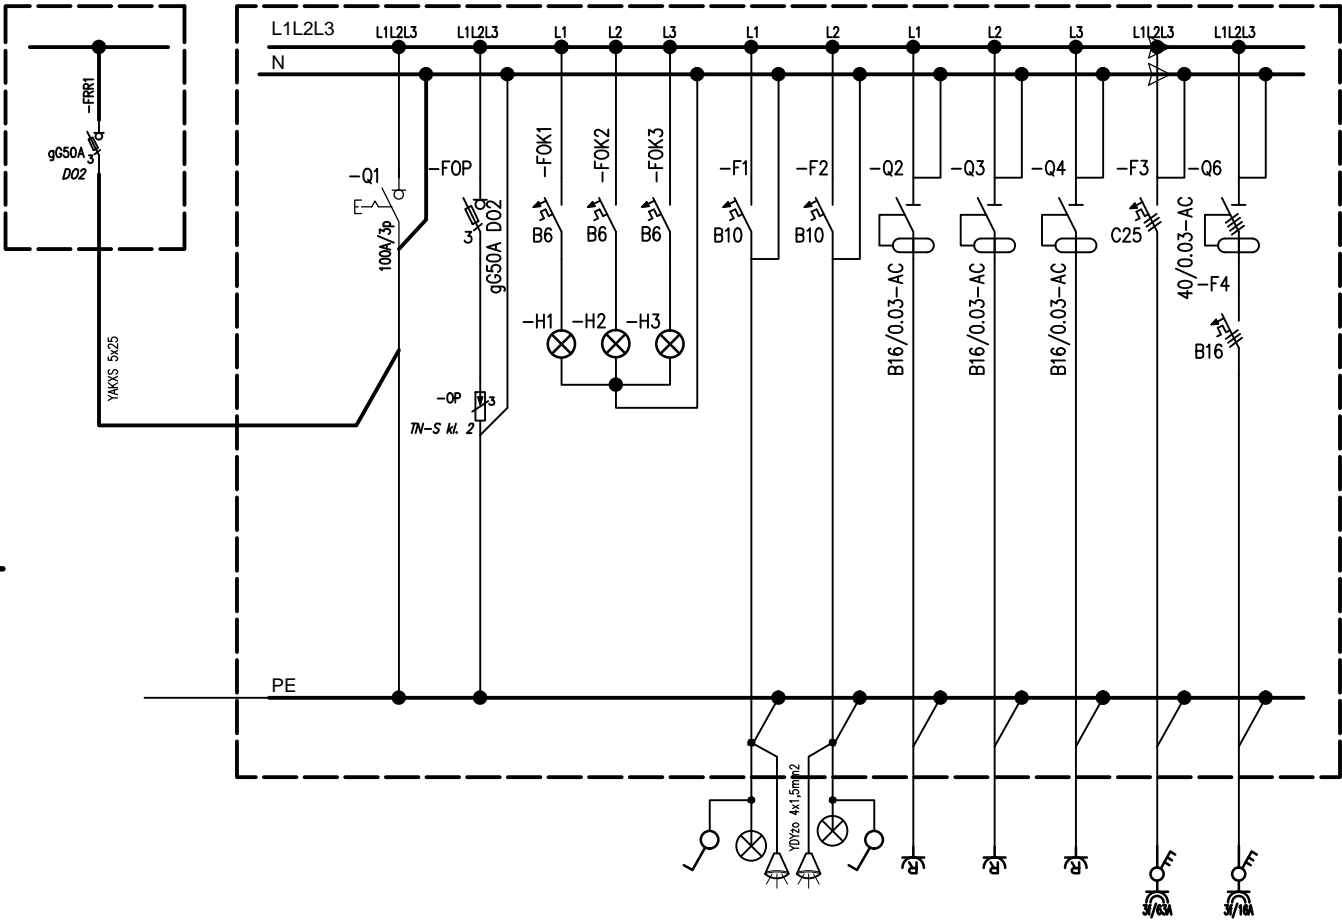 L1L2L3
L1L2L3
L1L2L3
L1
L2
L3
L1
L2
L1
L2
L3
L1L2L3
L1L2L3
N
-FRR1
gG50A
3
D02
YAKXS 5x25
-Q1
100A/3p
-FOP
3
gG50A D02
-FOK1
-FOK2
-FOK3
B6
B6
B6
-F1
B10
-F2
B10
-Q2
B16/0.03-AC
-Q3
B16/0.03-AC
-Q4
B16/0.03-AC
-F3
C25
-Q6
40/0.03-AC
-F4
B16
-H1
-H2
-H3
-OP
3
TN-S kl. 2
PE
YDYżo 4x1,5mm2
3f/63A
3f/16A